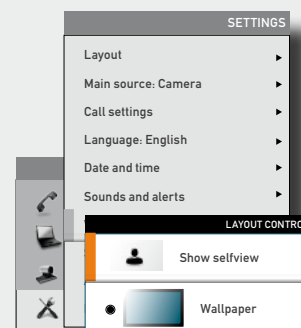 SETTINGS
Layout
Main source: Camera
Call settings
Language: English
Date and time
Sounds and alerts
LAYOUT CONTRO
Show selfview
Wallpaper